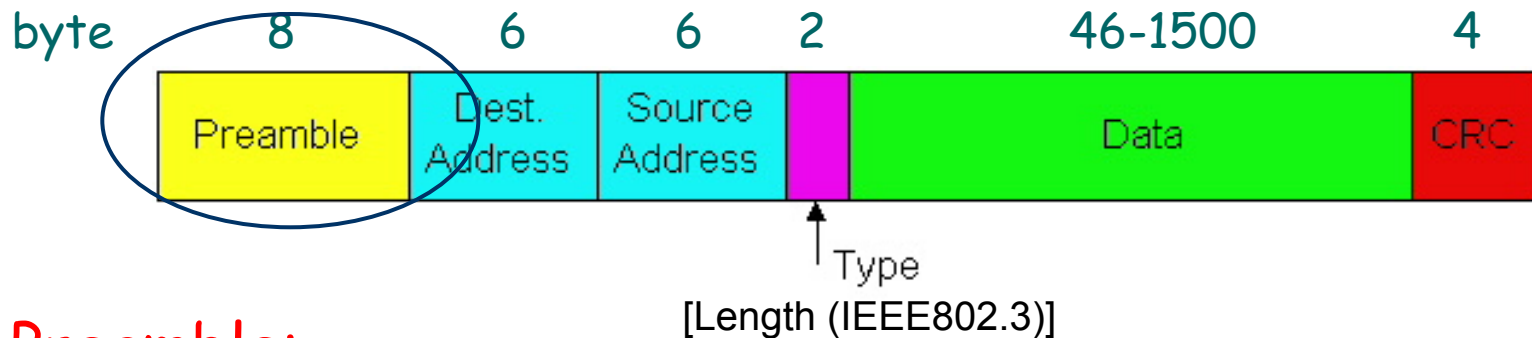 byte 8 6 6 2 46-1500 4
Preamble Dest. Address Source Address Data CRC
Type
[Length (IEEE802.3)]
Preamble: